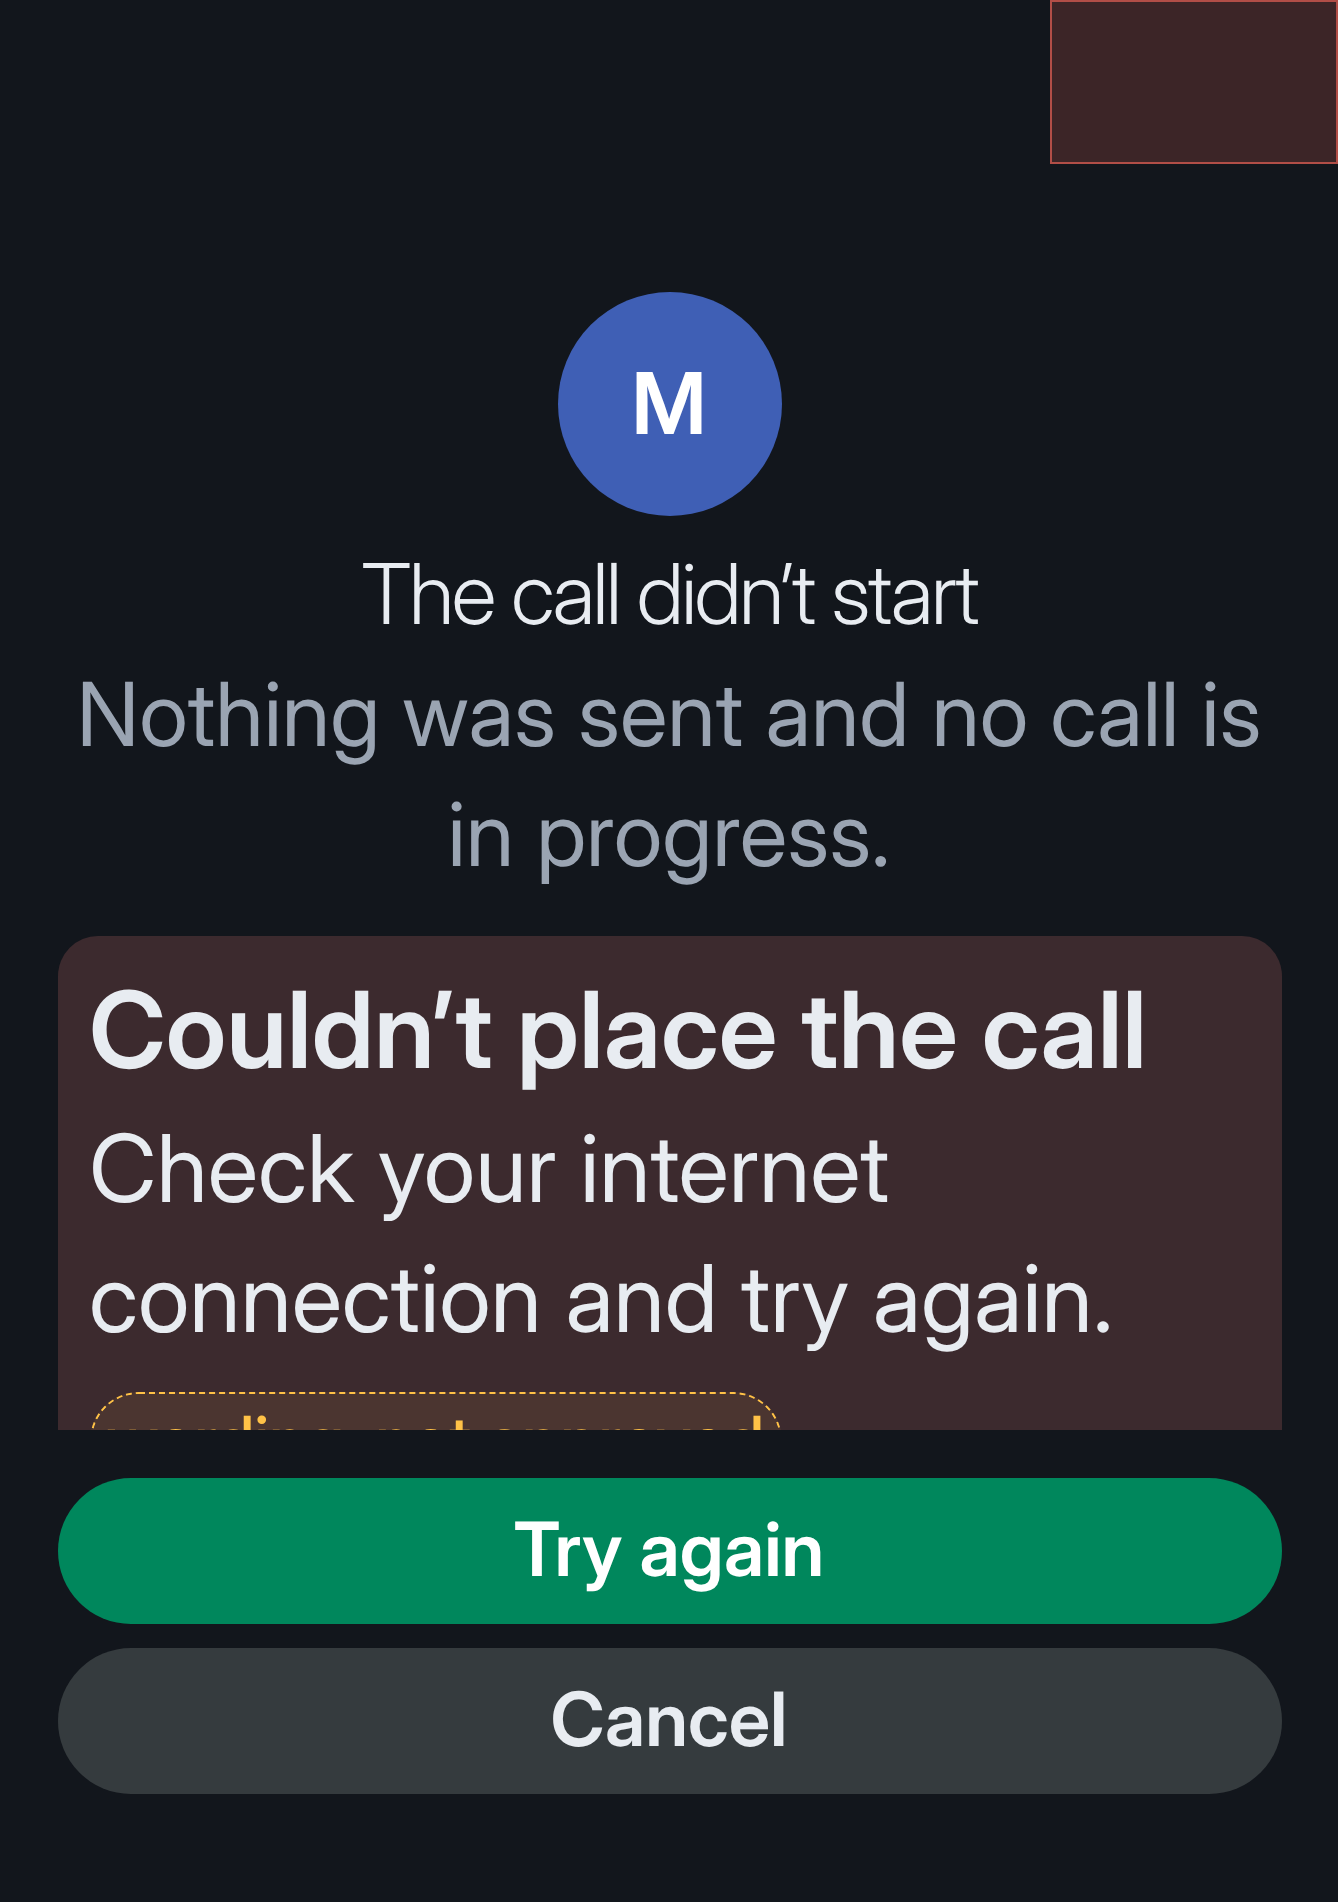 M
The call didn’t start
Nothing was sent and no call is
in progress.
Couldn’t place the call
Check your internet
connection and try again.
Try again
Cancel